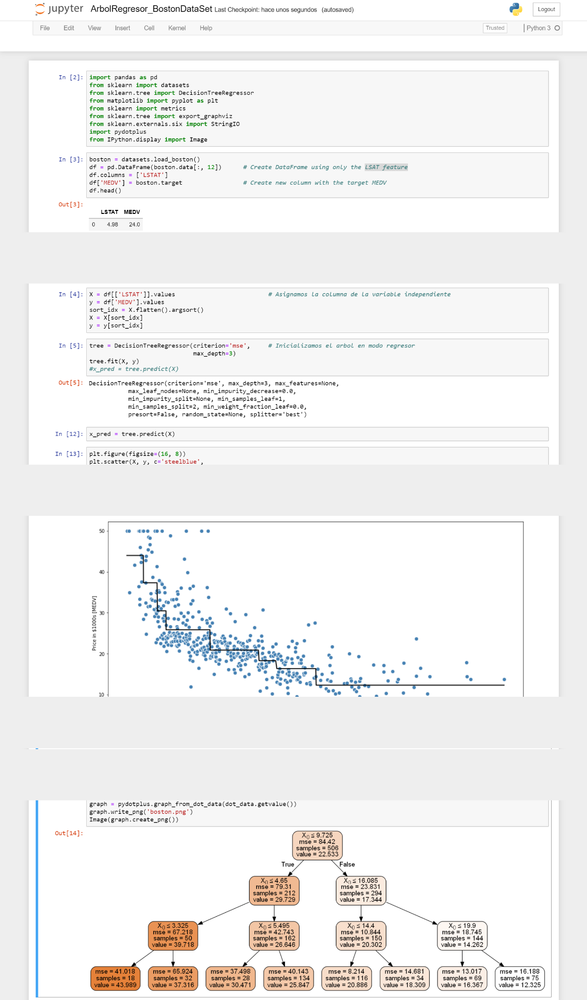 jupyter ArbolRegresor_BostonDataSet Last Checkpoint: hace unos segundos (autosaved) Logout
File Edit View Insert Cell Kernel Help Trusted Python 3
In [2]: import pandas as pd
from sklearn import datasets
from sklearn.tree import DecisionTreeRegressor
from matplotlib import pyplot as plt
from sklearn import metrics
from sklearn.tree import export_graphviz
from sklearn.externals.six import StringIO
import pydotplus
from IPython.display import Image
In [3]: boston = datasets.load_boston()
df = pd.DataFrame(boston.data[:, 12]) # Create DataFrame using only the LSAT feature
df.columns = ['LSTAT']
df['MEDV'] = boston.target # Create new column with the target MEDV
df.head()
Out[3]:
LSTAT MEDV
0 4.98 24.0
In [4]: X = df[['LSTAT']].values # Asignamos la columna de la variable independiente
y = df['MEDV'].values
sort_idx = X.flatten().argsort()
X = X[sort_idx]
y = y[sort_idx]
In [5]: tree = DecisionTreeRegressor(criterion='mse', # Inicializamos el arbol en modo regresor
max_depth=3)
tree.fit(X, y)
#x_pred = tree.predict(X)
Out[5]: DecisionTreeRegressor(criterion='mse', max_depth=3, max_features=None,
max_leaf_nodes=None, min_impurity_decrease=0.0,
min_impurity_split=None, min_samples_leaf=1,
min_samples_split=2, min_weight_fraction_leaf=0.0,
presort=False, random_state=None, splitter='best')
In [12]: x_pred = tree.predict(X)
In [13]: plt.figure(figsize=(16, 8))
plt.scatter(X, y, c='steelblue',
50
40
30
20
10
Price in $1000s [MEDV]
graph = pydotplus.graph_from_dot_data(dot_data.getvalue())
graph.write_png('boston.png')
Image(graph.create_png())
Out[14]:
X₀ ≤ 9.725
mse = 84.42
samples = 506
value = 22.533
True False
X₀ ≤ 4.65
mse = 79.31
samples = 212
value = 29.729
X₀ ≤ 16.085
mse = 23.831
samples = 294
value = 17.344
X₀ ≤ 3.325
mse = 67.218
samples = 50
value = 39.718
X₀ ≤ 5.495
mse = 42.743
samples = 162
value = 26.646
X₀ ≤ 14.4
mse = 10.844
samples = 150
value = 20.302
X₀ ≤ 19.9
mse = 18.745
samples = 144
value = 14.262
mse = 41.018
samples = 18
value = 43.989
mse = 65.924
samples = 32
value = 37.316
mse = 37.498
samples = 28
value = 30.471
mse = 40.143
samples = 134
value = 25.847
mse = 8.214
samples = 116
value = 20.886
mse = 14.681
samples = 34
value = 18.309
mse = 13.017
samples = 69
value = 16.367
mse = 16.188
samples = 75
value = 12.325